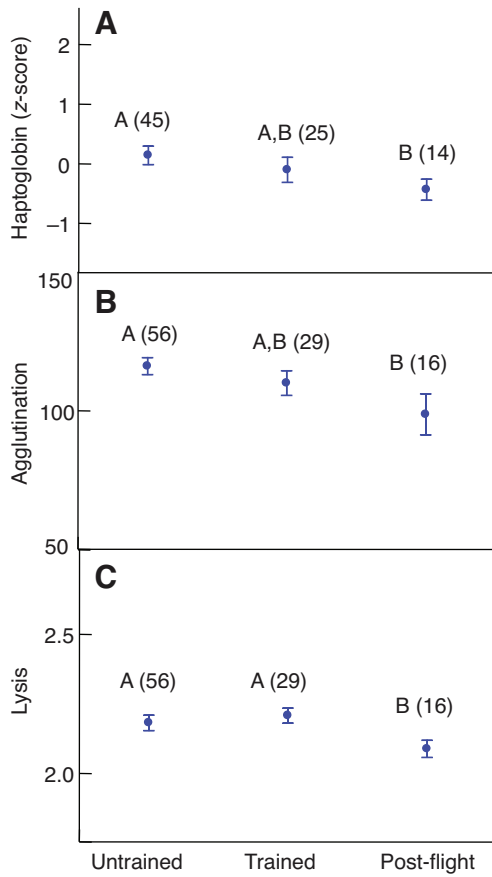 A
Haptoglobin (z-score)
2
1
0
–1
A (45)
A,B (25)
B (14)
B
Agglutination
150
100
50
A (56)
A,B (29)
B (16)
C
Lysis
2.5
2.0
A (56)
A (29)
B (16)
Untrained Trained Post-flight